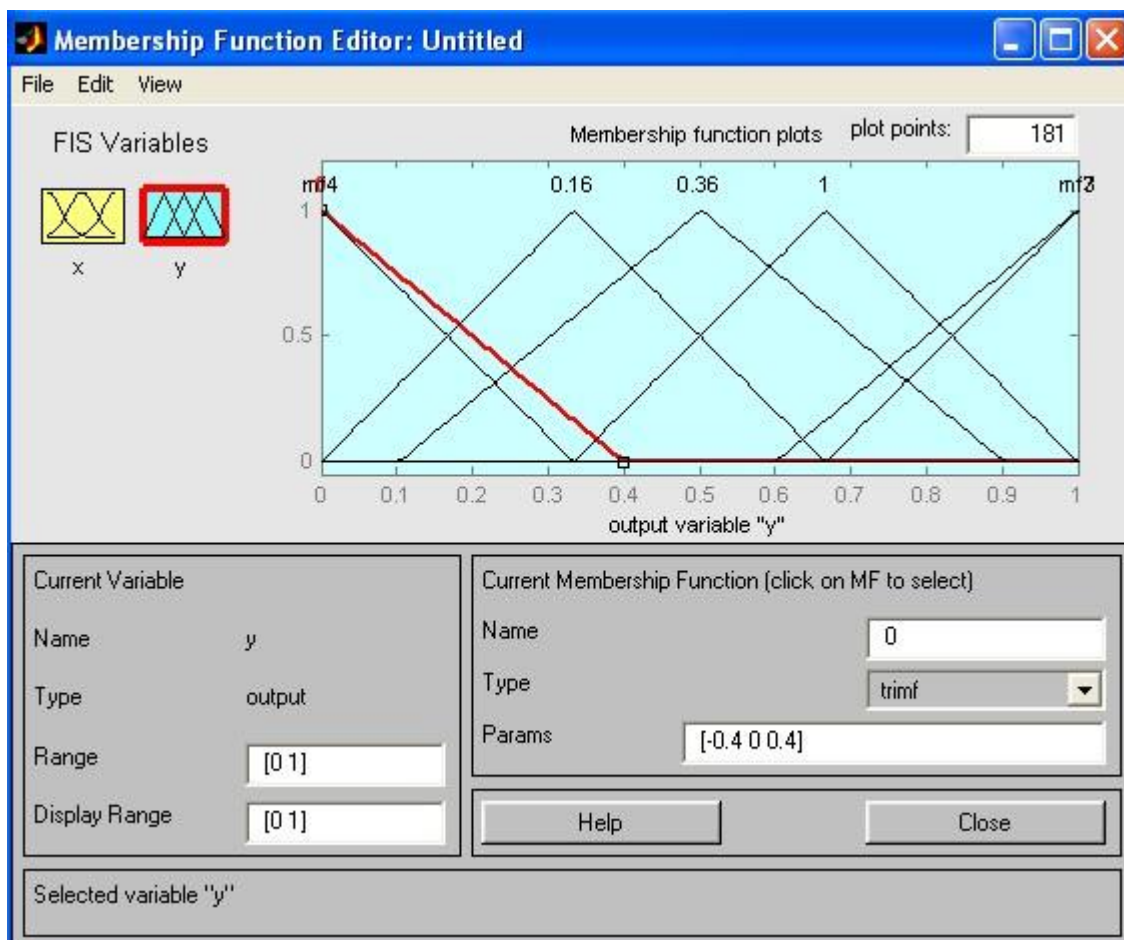 Membership Function Editor: Untitled
File Edit View
FIS Variables
x y
Membership function plots plot points: 181
0.16 0.36 1
1
0.5
0
0 0.1 0.2 0.3 0.4 0.5 0.6 0.7 0.8 0.9 1
output variable "y"
Current Variable
Name y
Type output
Range [0 1]
Display Range [0 1]
Current Membership Function (click on MF to select)
Name 0
Type trimf
Params [-0.4 0 0.4]
Help Close
Selected variable "y"